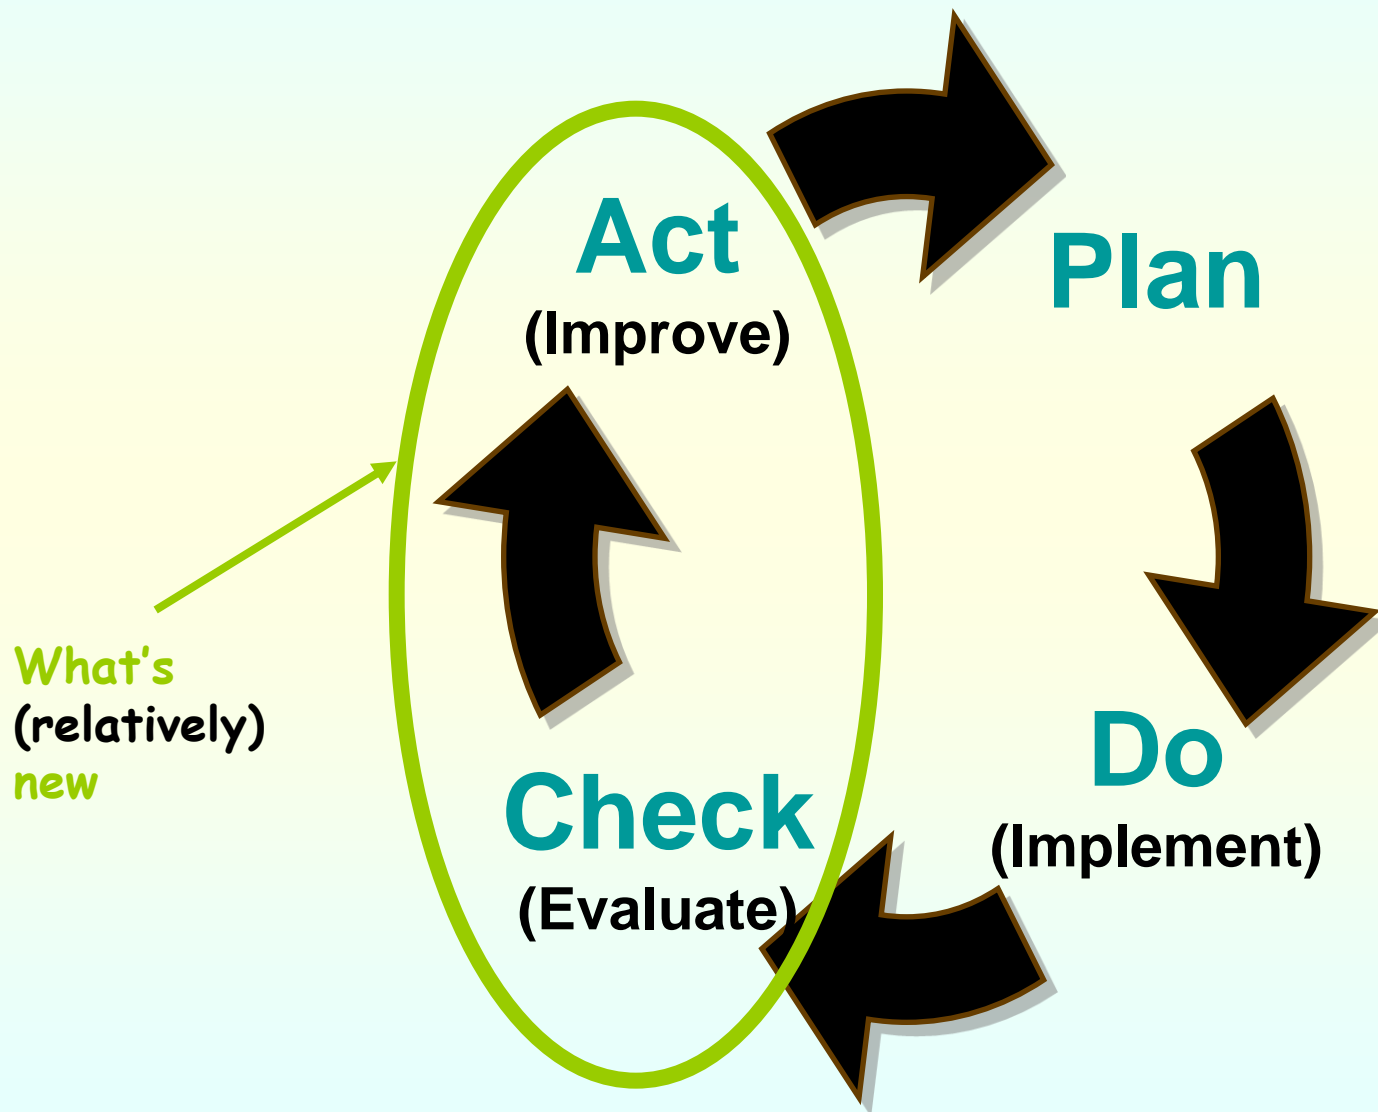 Act
(Improve)
Plan
Do
(Implement)
Check
(Evaluate)
What's
(relatively)
new